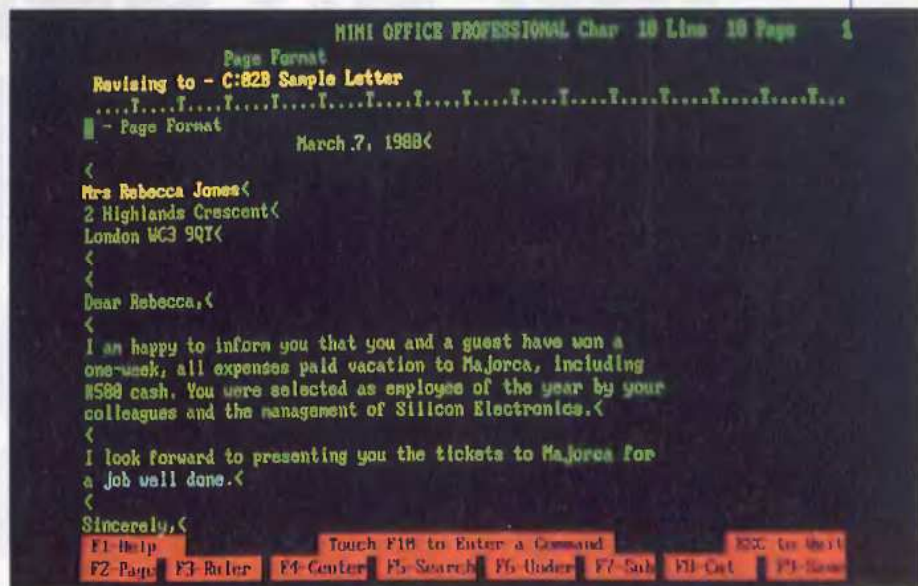 MINI OFFICE PROFESSIONAL Char 10 Line 10 Page 1
Page Format
Revising to - C:02B Sample Letter
....T....T....T....T....T....T....T....T....T....T....T....T....T....T....T....T...
- Page Format
March 7, 1988<
<
Mrs Rebecca Jones<
2 Highlands Crescent<
London WC3 9QT<
<
<
Dear Rebecca,<
<
I am happy to inform you that you and a guest have won a
one-week, all expenses paid vacation to Majorca, including
#500 cash. You were selected as employee of the year by your
colleagues and the management of Silicon Electronics.<
<
I look forward to presenting you the tickets to Majorca for
a job well done.<
<
Sincerely,<
F1-Help Touch F10 to Enter a Command ESC to Quit
F2-Page F3-Ruler F4-Center F5-Search F6-Under F7-Sub F8-Cut F9-Save